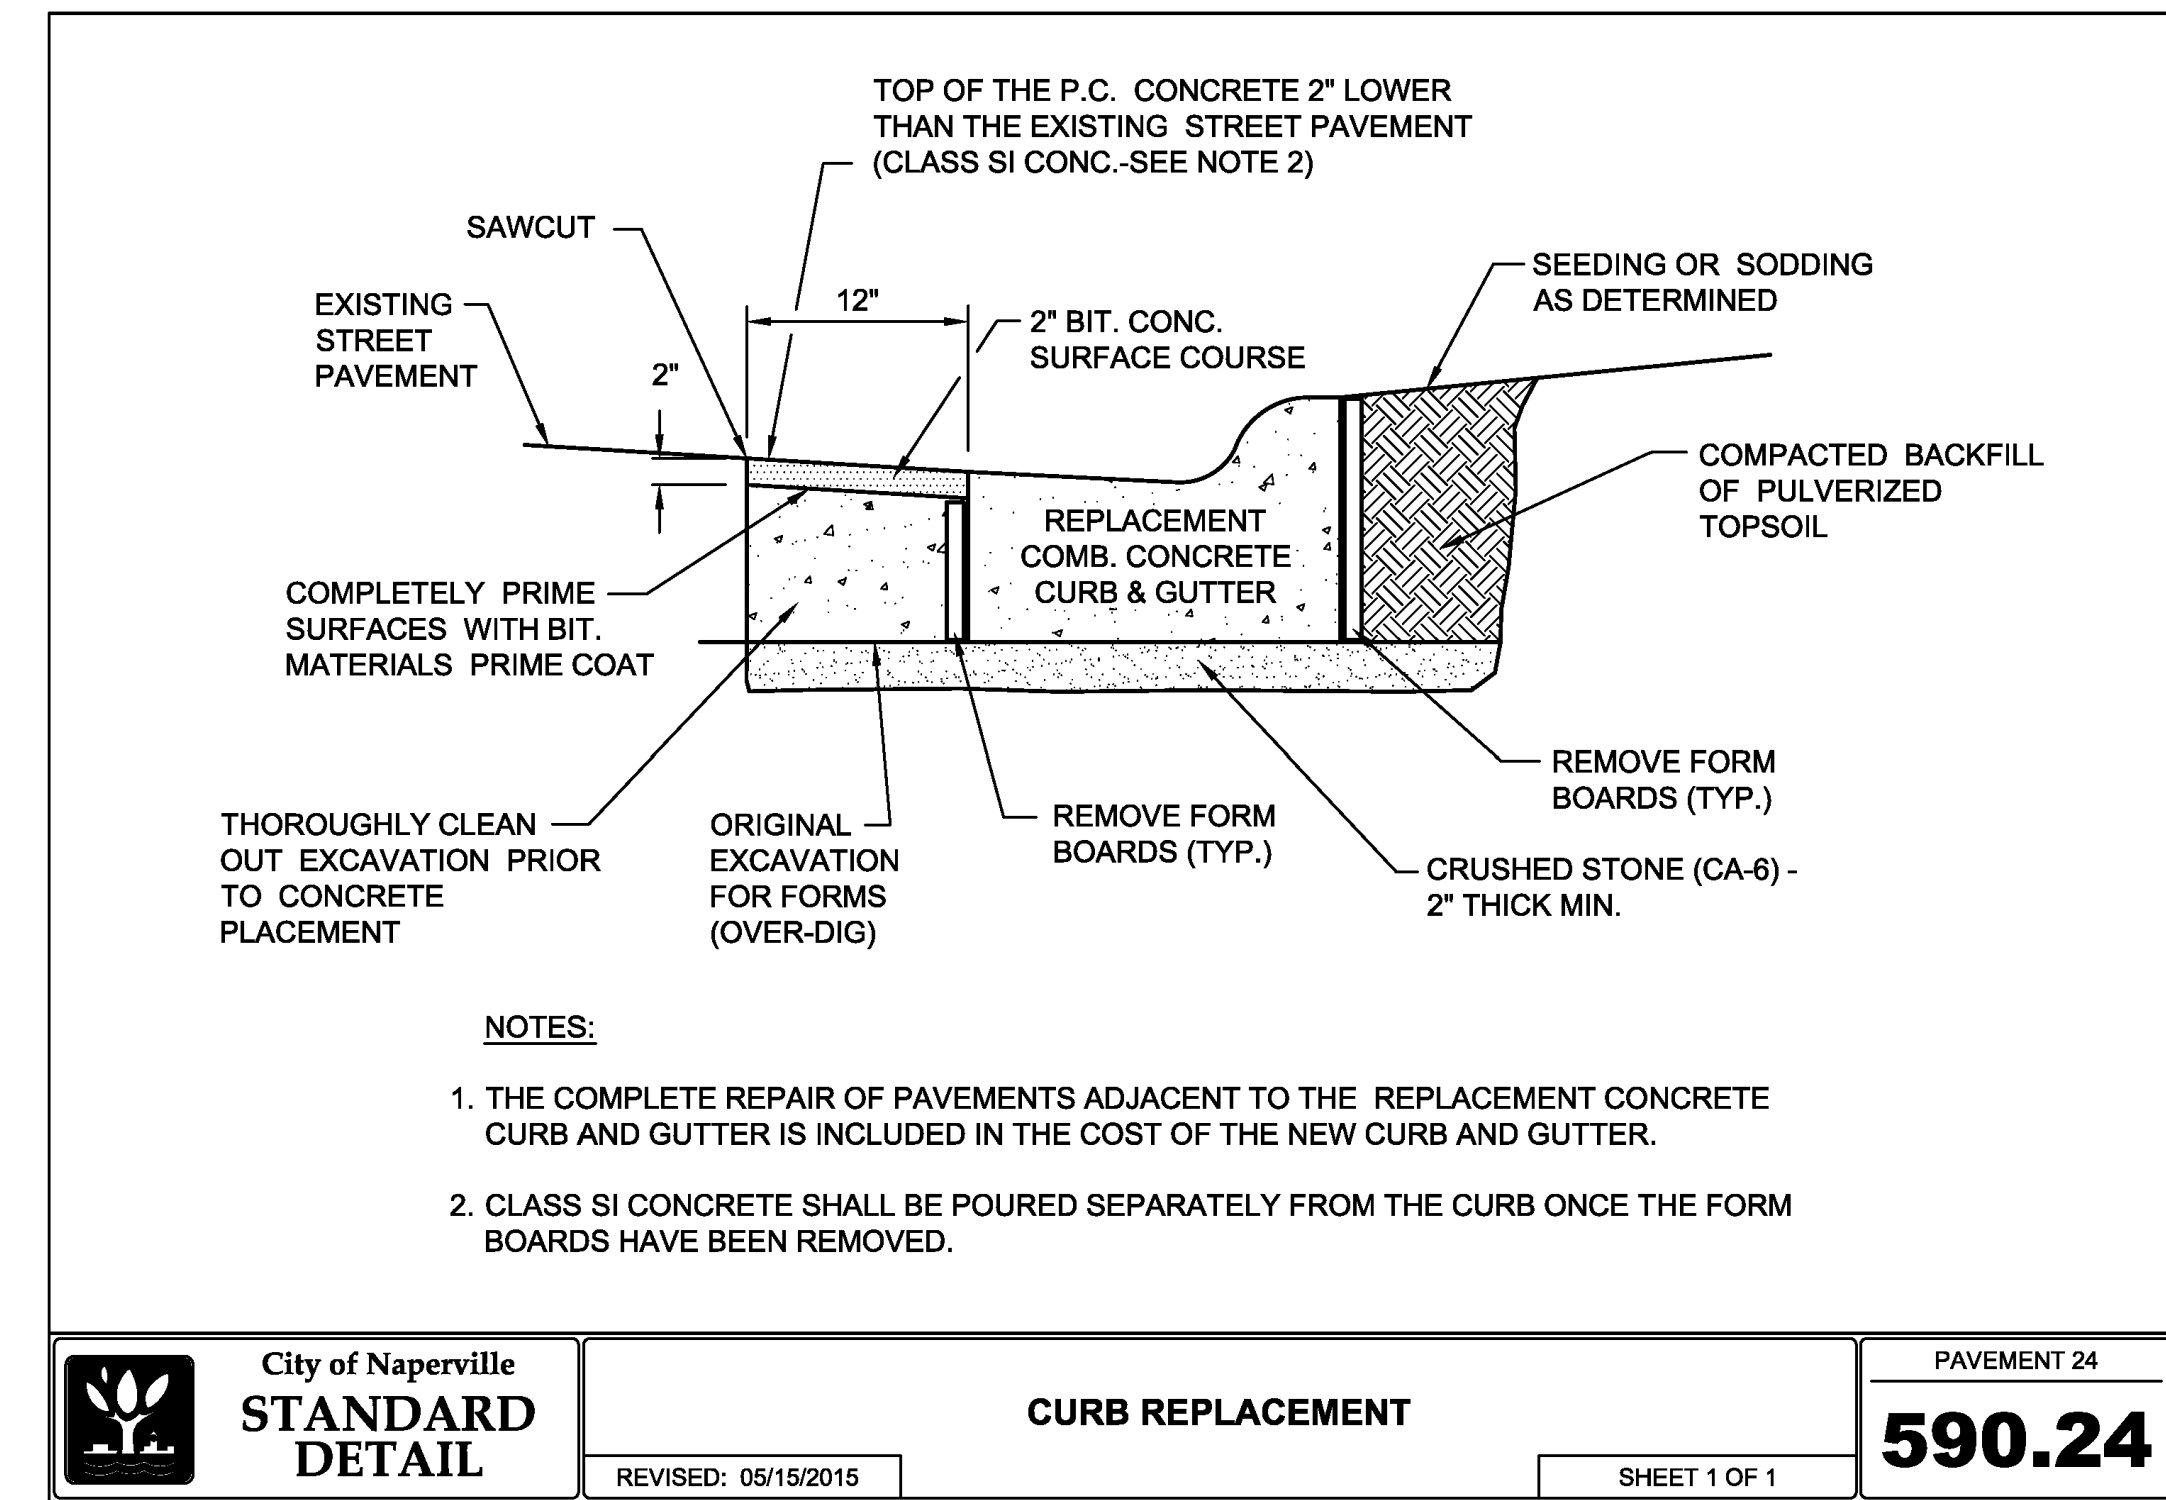 TOP OF THE P.C. CONCRETE 2" LOWER
THAN THE EXISTING STREET PAVEMENT
(CLASS SI CONC.-SEE NOTE 2)
SAWCUT
SEEDING OR SODDING
AS DETERMINED
EXISTING
STREET
PAVEMENT
12"
2" BIT. CONC.
SURFACE COURSE
2"
COMPACTED BACKFILL
OF PULVERIZED
TOPSOIL
REPLACEMENT
COMB. CONCRETE
CURB & GUTTER
COMPLETELY PRIME
SURFACES WITH BIT.
MATERIALS PRIME COAT
THOROUGHLY CLEAN
OUT EXCAVATION PRIOR
TO CONCRETE
PLACEMENT
ORIGINAL
EXCAVATION
FOR FORMS
(OVER-DIG)
REMOVE FORM
BOARDS (TYP.)
REMOVE FORM
BOARDS (TYP.)
CRUSHED STONE (CA-6) -
2" THICK MIN.
NOTES:
1. THE COMPLETE REPAIR OF PAVEMENTS ADJACENT TO THE REPLACEMENT CONCRETE
CURB AND GUTTER IS INCLUDED IN THE COST OF THE NEW CURB AND GUTTER.
2. CLASS SI CONCRETE SHALL BE POURED SEPARATELY FROM THE CURB ONCE THE FORM
BOARDS HAVE BEEN REMOVED.
City of Naperville
STANDARD
DETAIL
CURB REPLACEMENT
REVISED: 05/15/2015
SHEET 1 OF 1
PAVEMENT 24
590.24